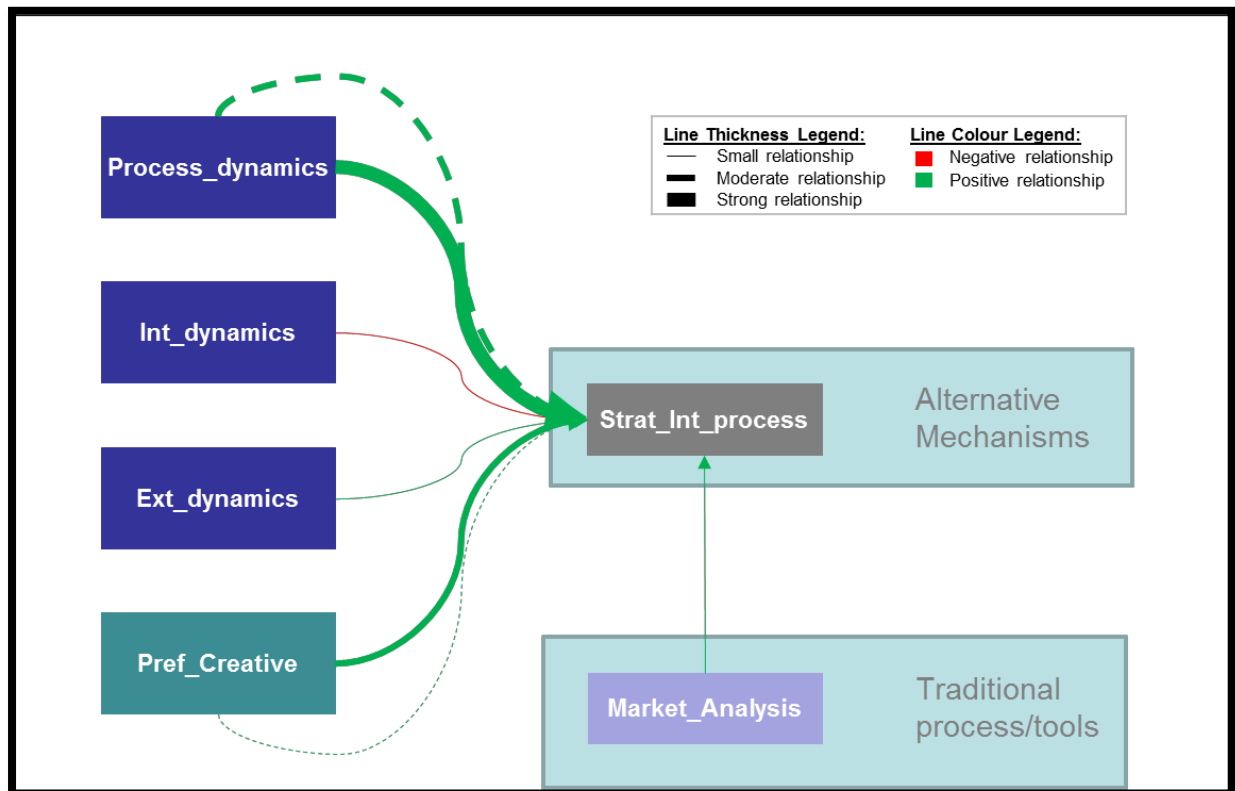 Process_dynamics
Line Thickness Legend:
Small relationship
Moderate relationship
Strong relationship
Line Colour Legend:
Negative relationship
Positive relationship
Int_dynamics
Strat_Int_process
Alternative
Mechanisms
Ext_dynamics
Pref_Creative
Market_Analysis
Traditional
process/tools